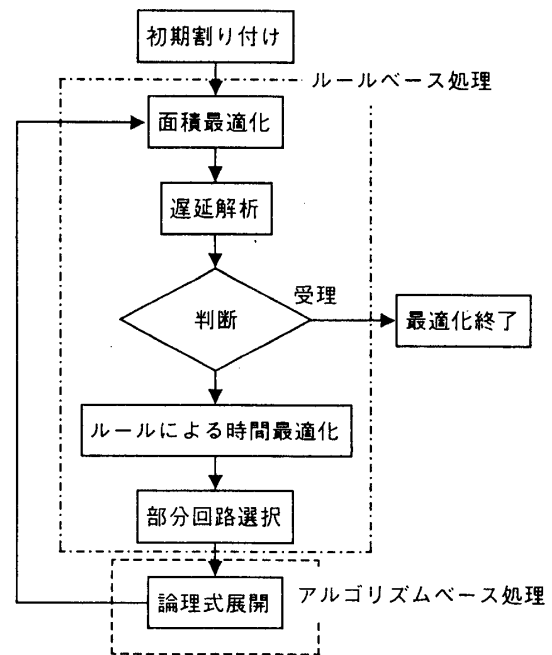 初期割り付け
ルールベース処理
面積最適化
遅延解析
受理
判断
最適化終了
ルールによる時間最適化
部分回路選択
論理式展開
アルゴリズムベース処理